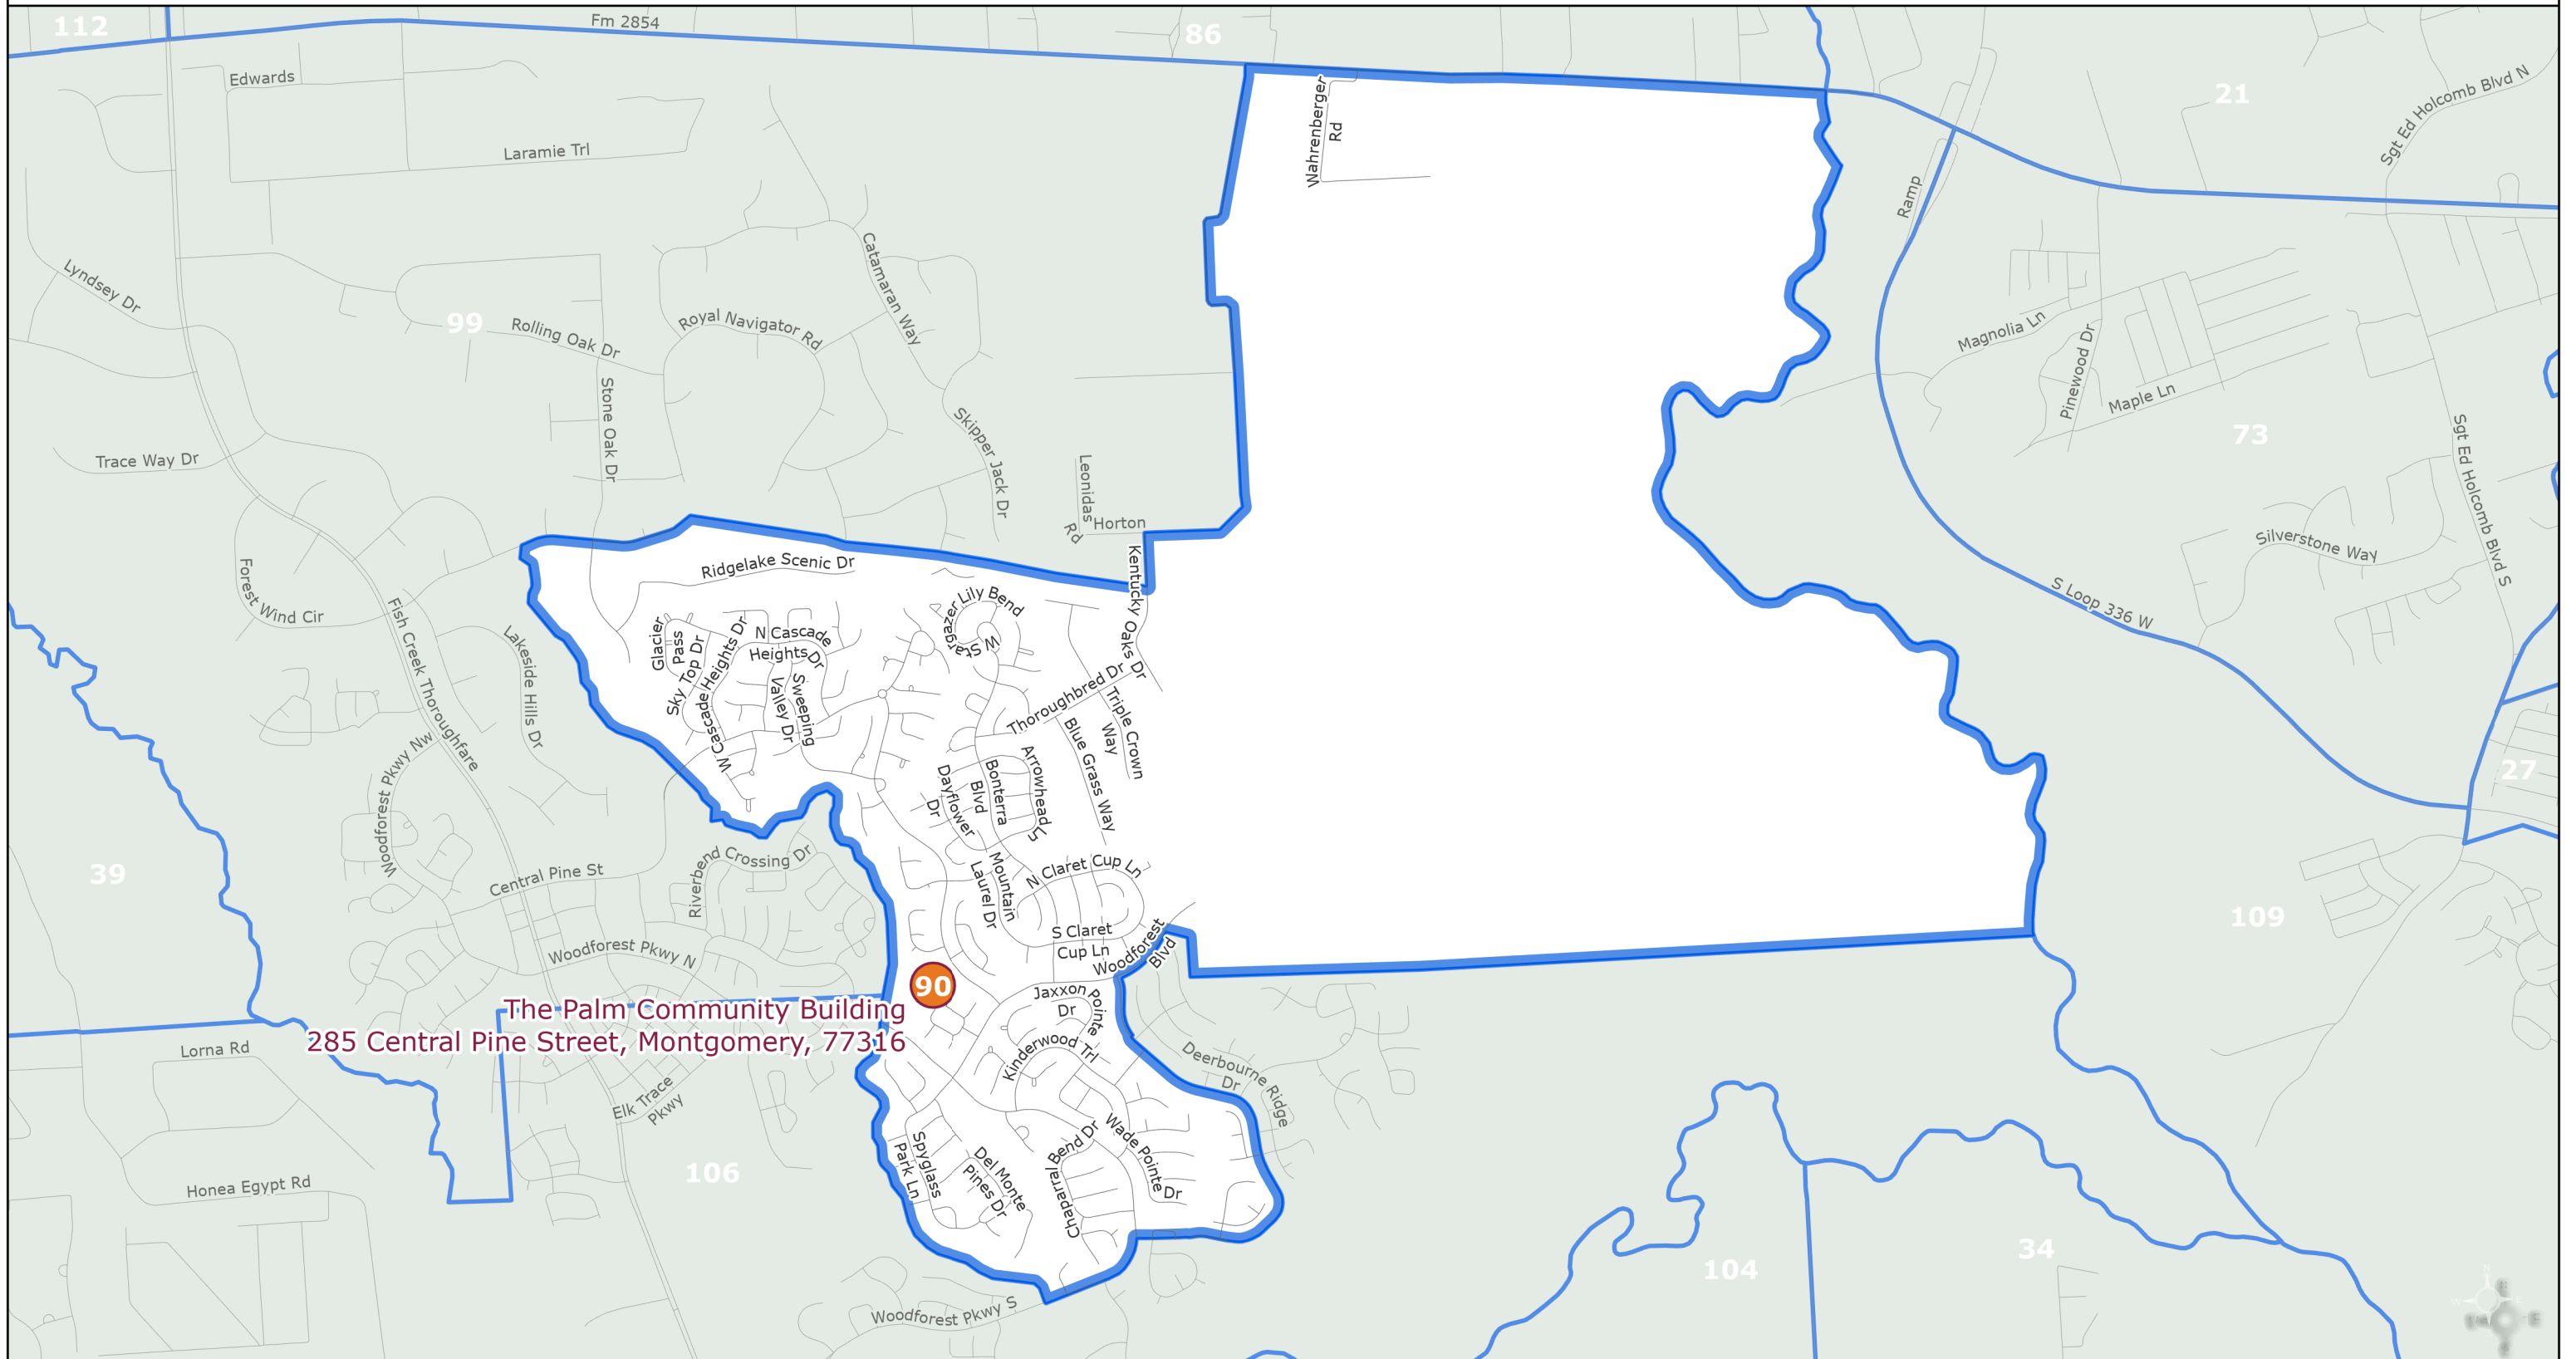 112
Fm 2854
86
Edwards
Wahrenberger
Rd
21
Sgt Ed Holcomb Blvd N
Laramie Trl
Ramp
Lyndsey Dr
Catamaran Way
99
Rolling Oak Dr
Royal Navigator Rd
Magnolia Ln
Pinewood Dr
Maple Ln
Stone Oak Dr
Skipper Jack Dr
73
Sgt Ed Holcomb Blvd S
Trace Way Dr
Leonidas
Rd
Horton
Silverstone Way
Kentucky Oaks Dr
Ridgelake Scenic Dr
Forest Wind Cir
Fish Creek Thoroughfare
Lakeside Hills Dr
S Loop 336 W
Glacier
Pass
Sky Top Dr
W Cascade Heights Dr
N Cascade
Heights Dr
Valley Dr
Sweeping
W Stargazer Lily Bend
Thoroughbred Dr
Triple Crown
Way
Blue Grass Way
Woodforest Pkwy Nw
Arrowhead Ln
Bonterra
Blvd
Dayflower
Dr
27
39
Central Pine St
Riverbend Crossing Dr
Mountain
Laurel Dr
N Claret Cup Ln
S Claret
Cup Ln
Woodforest
Blvd
109
Woodforest Pkwy N
90
The Palm Community Building
285 Central Pine Street, Montgomery, 77316
Jaxxon Pointe
Dr
Kinderwood Trl
Deerbourne Ridge
Dr
Lorna Rd
Elk Trace
Pkwy
Honea Egypt Rd
106
Spyglass
Park Ln
Del Monte
Pines Dr
Chaparral Bend Dr
Wade Pointe Dr
104
34
Woodforest Pkwy S